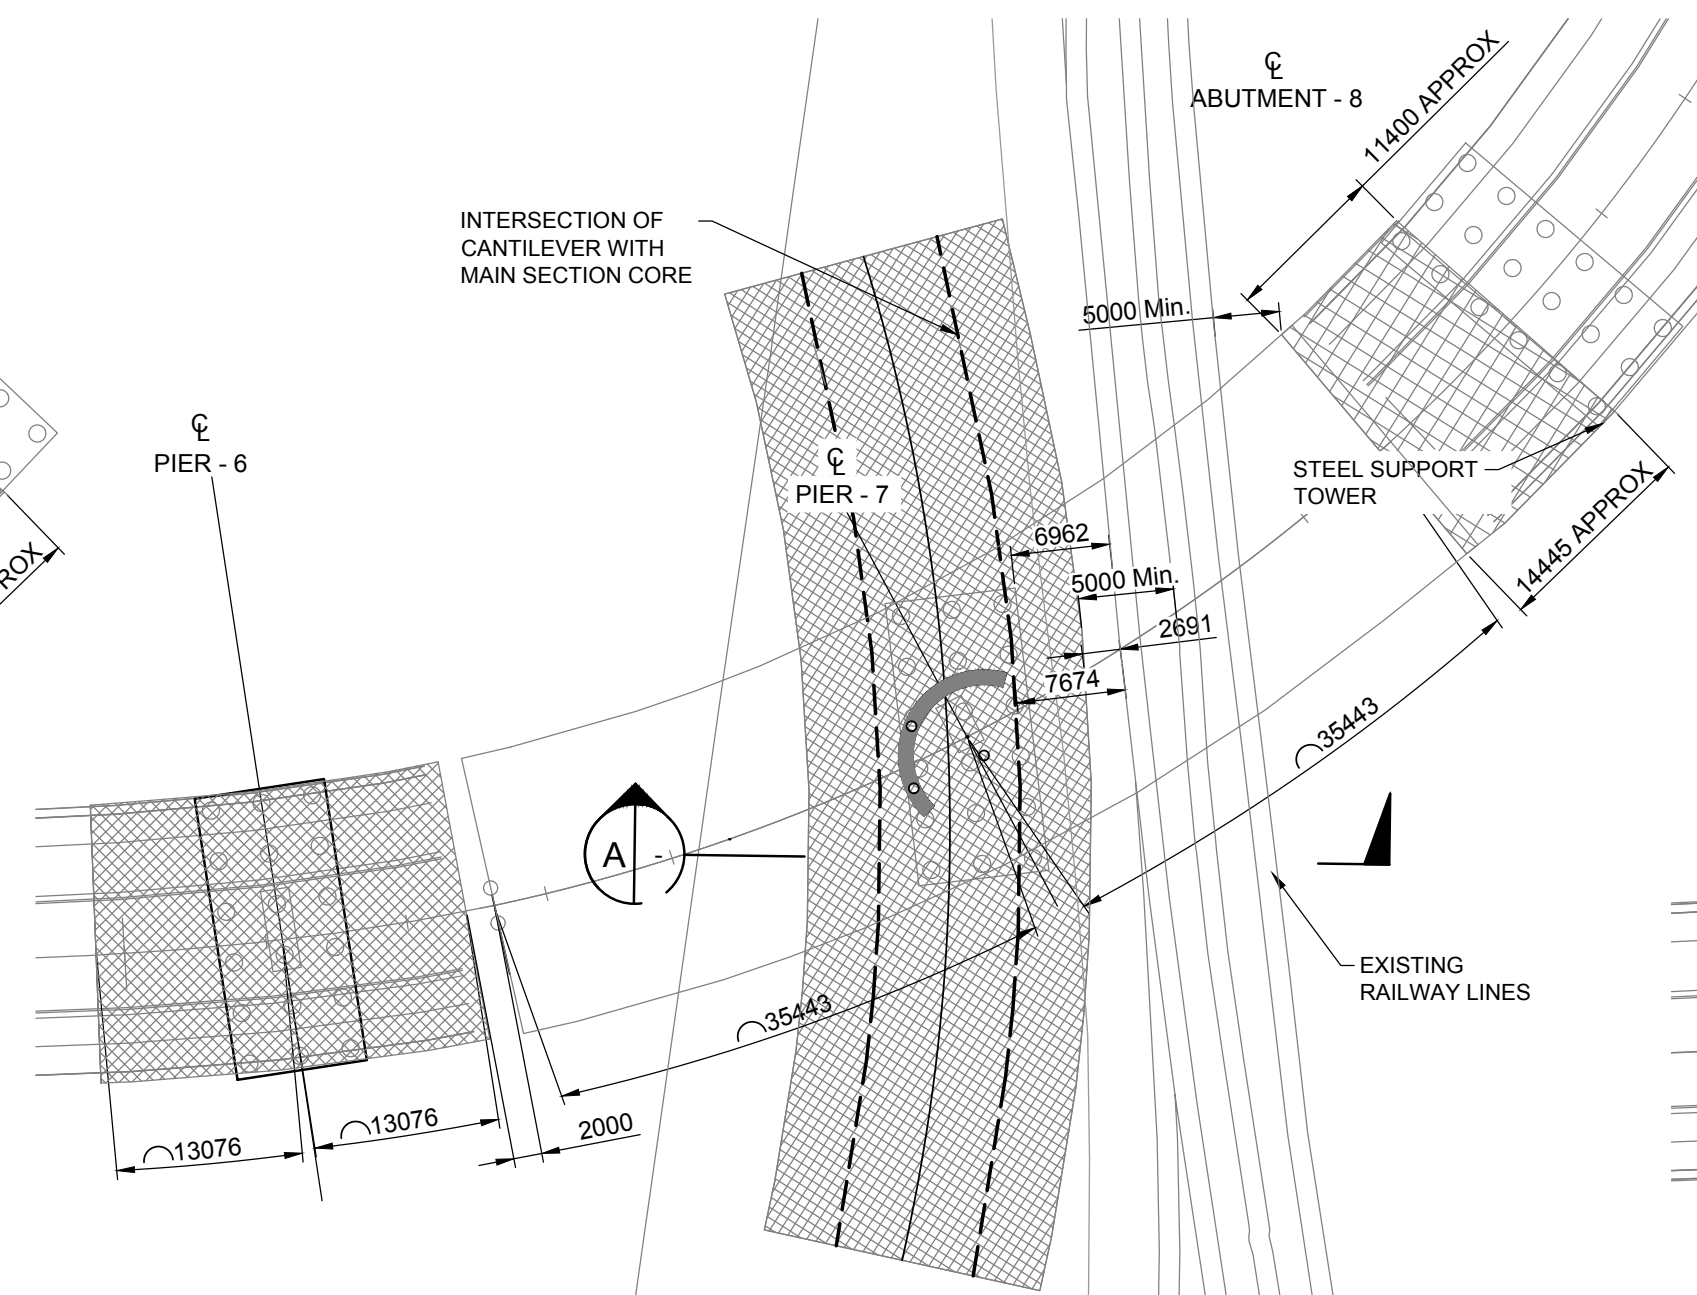 ℄
ABUTMENT - 8
11400 APPROX
INTERSECTION OF
CANTILEVER WITH
MAIN SECTION CORE
5000 Min.
℄
PIER - 6
℄
PIER - 7
STEEL SUPPORT
TOWER
14445 APPROX
ROX
6962
5000 Min.
2691
7674
35443
A
-
EXISTING
RAILWAY LINES
35443
13076
13076
2000